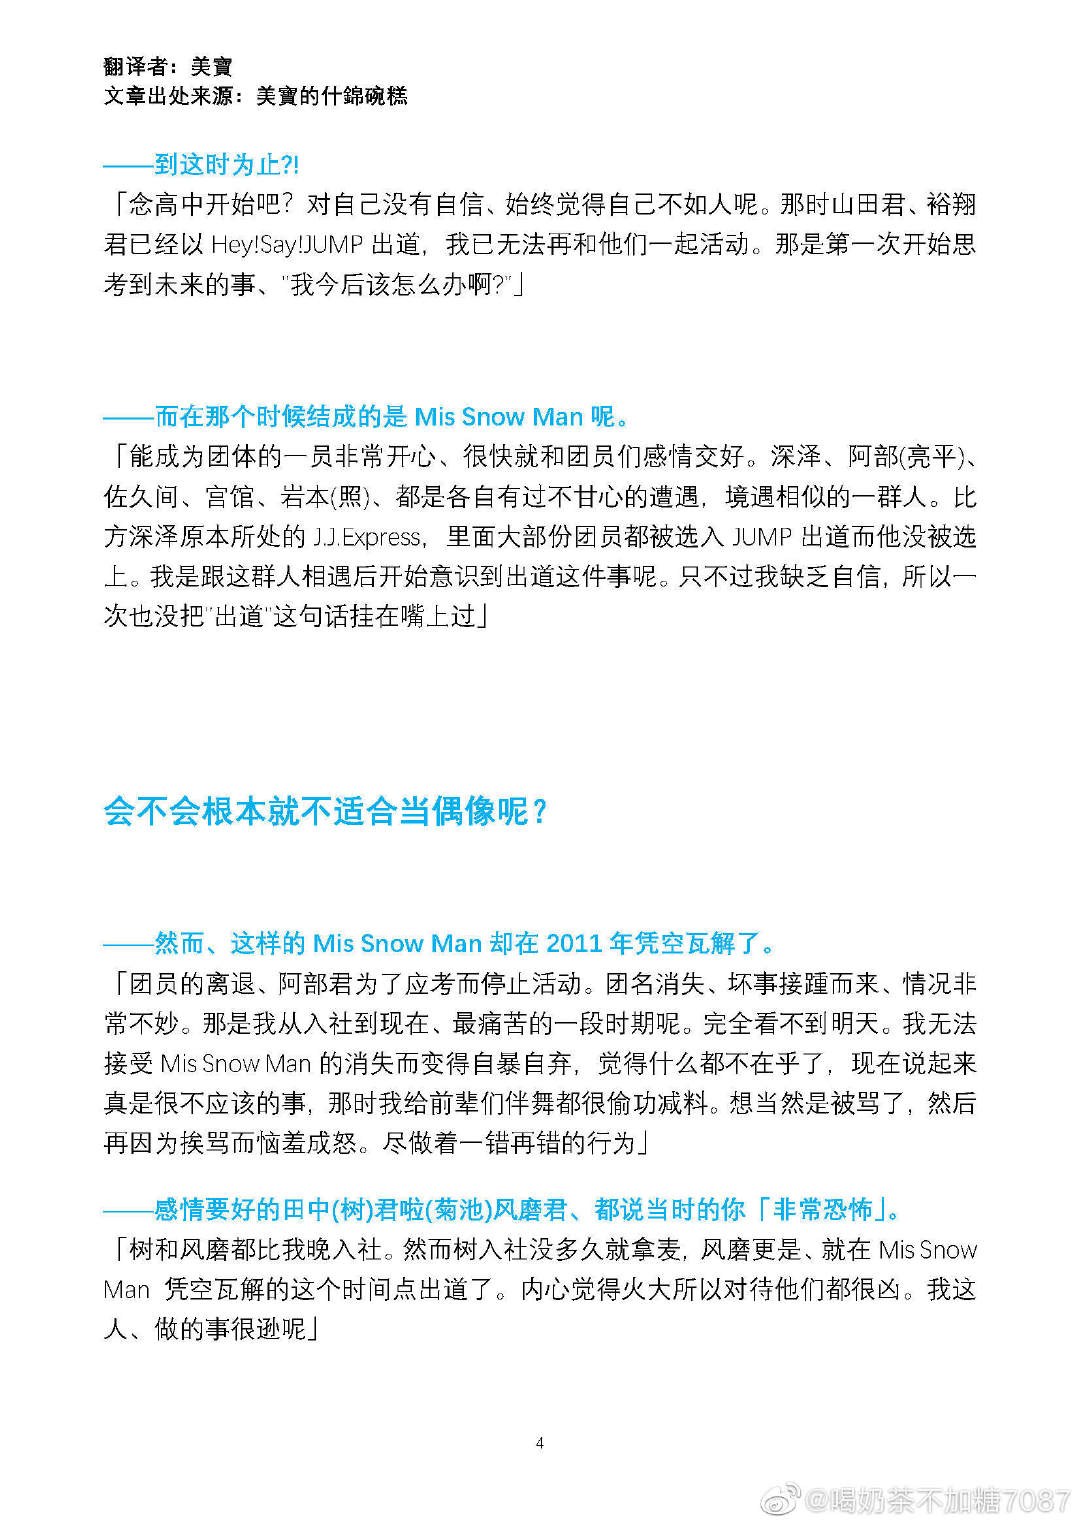 翻译者：美寶
文章出处来源：美寶的什錦碗糕
——到这时为止?!
「念高中开始吧？对自己没有自信、始终觉得自己不如人呢。那时山田君、裕翔
君已经以 Hey!Say!JUMP 出道，我已无法再和他们一起活动。那是第一次开始思
考到未来的事、"我今后该怎么办啊?"」
——而在那个时候结成的是 Mis Snow Man 呢。
「能成为团体的一员非常开心、很快就和团员们感情交好。深泽、阿部(亮平)、
佐久间、宫馆、岩本(照)、都是各自有过不甘心的遭遇，境遇相似的一群人。比
方深泽原本所处的 J.J.Express，里面大部份团员都被选入 JUMP 出道而他没被选
上。我是跟这群人相遇后开始意识到出道这件事呢。只不过我缺乏自信，所以一
次也没把"出道"这句话挂在嘴上过」
会不会根本就不适合当偶像呢？
——然而、这样的 Mis Snow Man 却在 2011 年凭空瓦解了。
「团员的离退、阿部君为了应考而停止活动。团名消失、坏事接踵而来、情况非
常不妙。那是我从入社到现在、最痛苦的一段时期呢。完全看不到明天。我无法
接受 Mis Snow Man 的消失而变得自暴自弃，觉得什么都不在乎了，现在说起来
真是很不应该的事，那时我给前辈们伴舞都很偷功减料。想当然是被骂了，然后
再因为挨骂而恼羞成怒。尽做着一错再错的行为」
——感情要好的田中(树)君啦(菊池)风磨君、都说当时的你「非常恐怖」。
「树和风磨都比我晚入社。然而树入社没多久就拿麦，风磨更是、就在 Mis Snow
Man 凭空瓦解的这个时间点出道了。内心觉得火大所以对待他们都很凶。我这
人、做的事很逊呢」
4
@喝奶茶不加糖7087